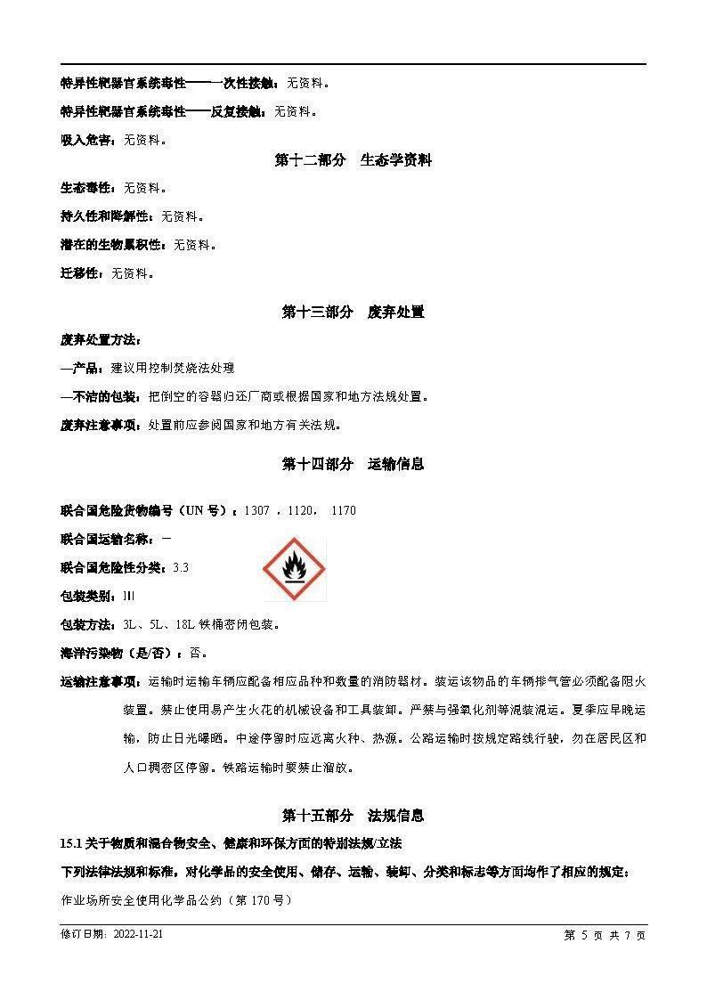 特异性靶器官系统毒性——一次性接触：无资料。
特异性靶器官系统毒性——反复接触：无资料。
吸入危害：无资料。
第十二部分 生态学资料
生态毒性：无资料。
持久性和降解性：无资料。
潜在的生物累积性：无资料。
迁移性：无资料。
第十三部分 废弃处置
废弃处置方法：
—产品：建议用控制焚烧法处理
—不洁的包装：把倒空的容器归还厂商或根据国家和地方法规处置。
废弃注意事项：处置前应参阅国家和地方有关法规。
第十四部分 运输信息
联合国危险货物编号（UN 号）：1307 ，1120， 1170
联合国运输名称：－
联合国危险性分类：3.3
包装类别：III
包装方法：3L、5L、18L 铁桶密闭包装。
海洋污染物（是/否）：否。
运输注意事项：运输时运输车辆应配备相应品种和数量的消防器材。装运该物品的车辆排气管必须配备阻火
装置。禁止使用易产生火花的机械设备和工具装卸。严禁与强氧化剂等混装混运。夏季应早晚运
输，防止日光曝晒。中途停留时应远离火种、热源。公路运输时按规定路线行驶，勿在居民区和
人口稠密区停留。铁路运输时要禁止溜放。
第十五部分 法规信息
15.1 关于物质和混合物安全、健康和环保方面的特别法规/立法
下列法律法规和标准，对化学品的安全使用、储存、运输、装卸、分类和标志等方面均作了相应的规定：
作业场所安全使用化学品公约（第 170 号）
修订日期：2022-11-21
第 5 页 共 7 页